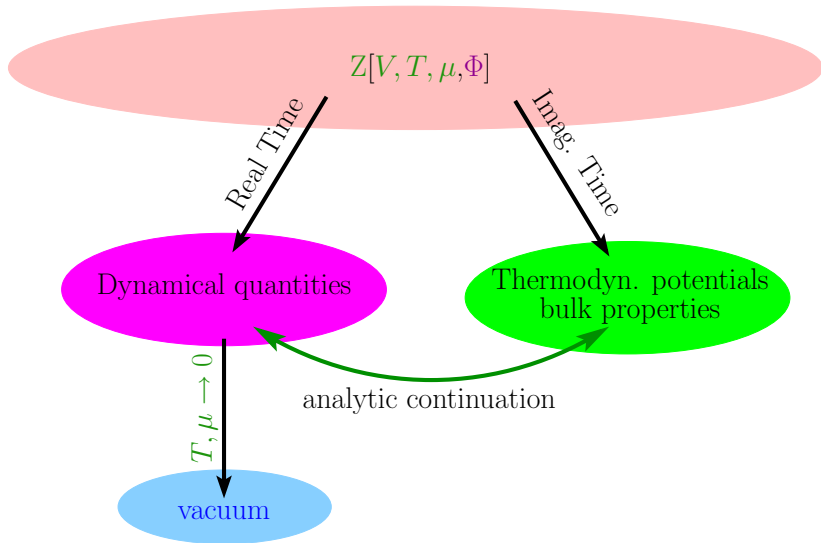 Z[V, T, μ,Φ]
Real Time
Imag. Time
Dynamical quantities
Thermodyn. potentials
bulk properties
analytic continuation
T, μ → 0
vacuum